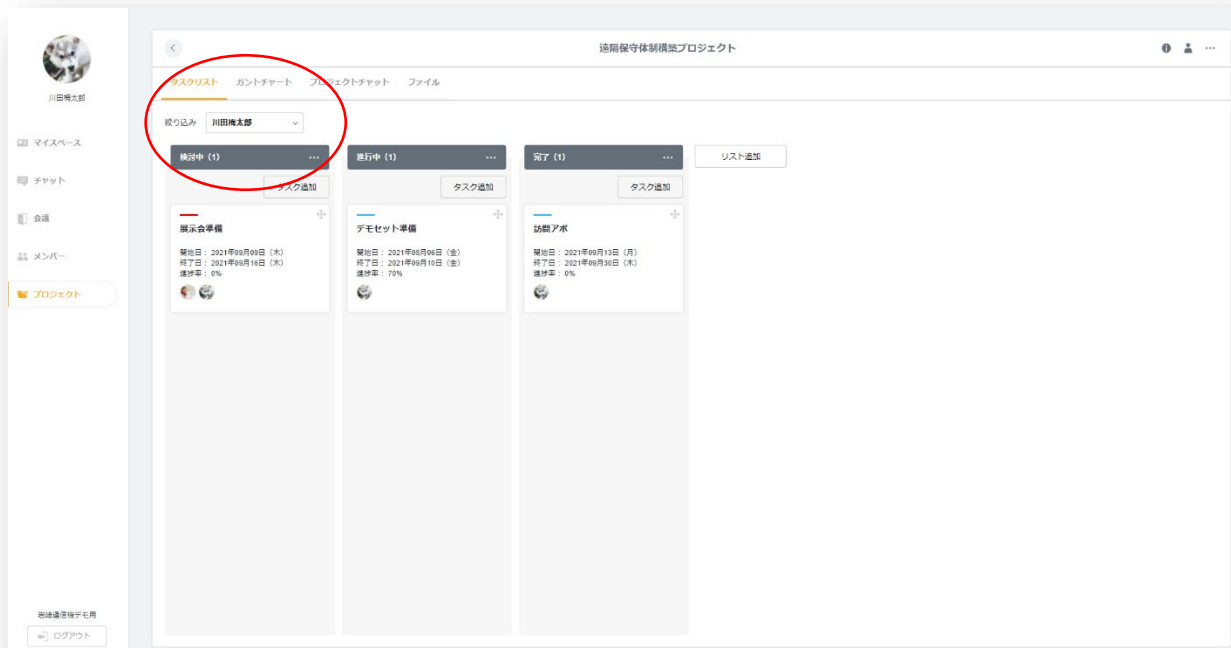 川田梅太郎
マイスペース
チャット
会議
メンバー
プロジェクト
岩崎通信機デモ用
ログアウト
遠隔保守体制構築プロジェクト
タスクリスト ガントチャート プロジェクトチャット ファイル
絞り込み 川田梅太郎
検討中 (1)
タスク追加
展示会準備
開始日: 2021年09月09日 (木)
終了日: 2021年09月16日 (木)
進捗率: 0%
進行中 (1)
タスク追加
デモセット準備
開始日: 2021年08月06日 (金)
終了日: 2021年09月10日 (金)
進捗率: 70%
完了 (1)
タスク追加
訪問アポ
開始日: 2021年09月13日 (月)
終了日: 2021年09月30日 (木)
進捗率: 0%
リスト追加